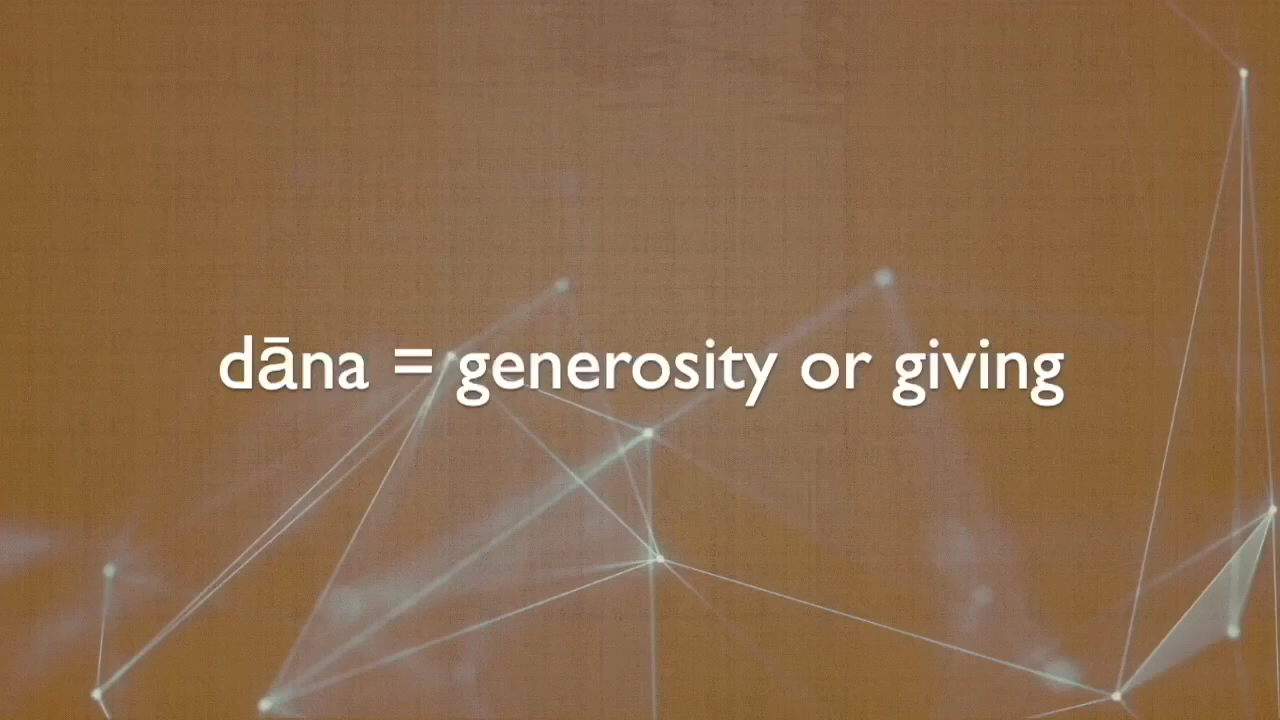 dāna = generosity or giving